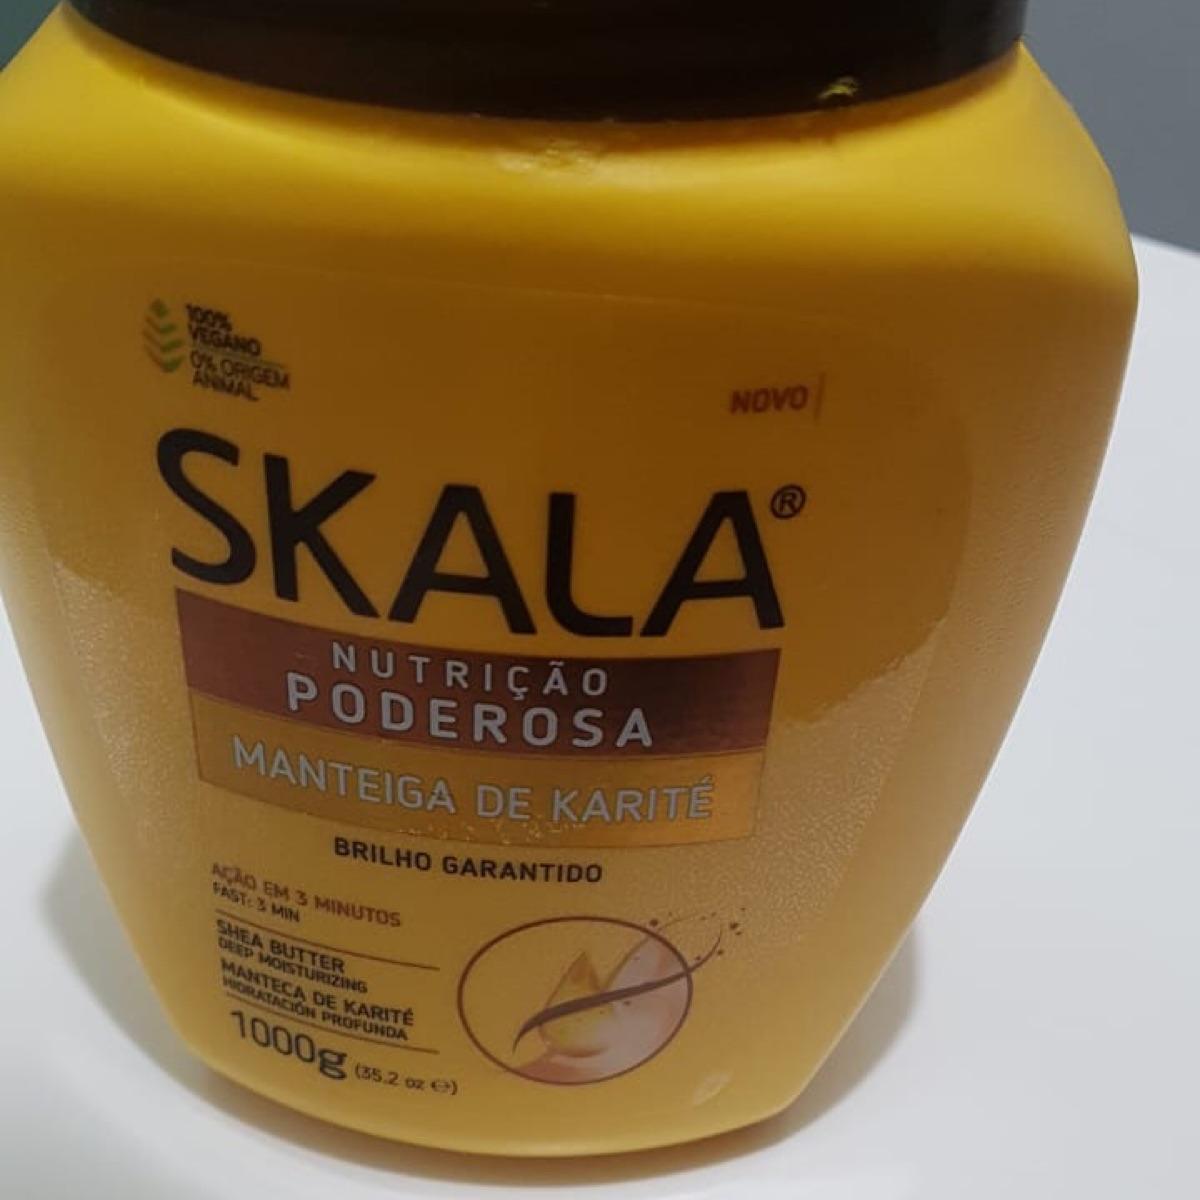 100%
VEGANO
0% ORIGEM
ANIMAL
NOVO
SKALA®
NUTRIÇÃO
PODEROSA
MANTEIGA DE KARITÉ
BRILHO GARANTIDO
AÇÃO EM 3 MINUTOS
FAST: 3 MIN
SHEA BUTTER
DEEP MOISTURIZING
MANTECA DE KARITÉ
HIDRATACIÓN PROFUNDA
1000g (35.2 oz ℮)